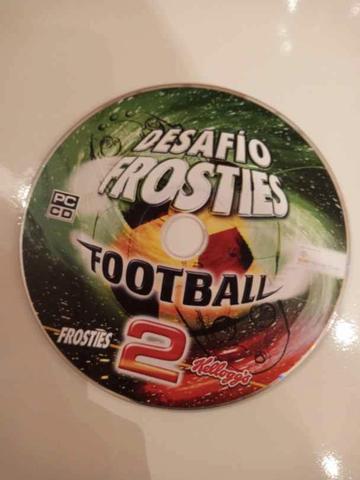 DESAFÍO
FROSTIES
PC
CD
FOOTBALL
FROSTIES 2 Kellogg's